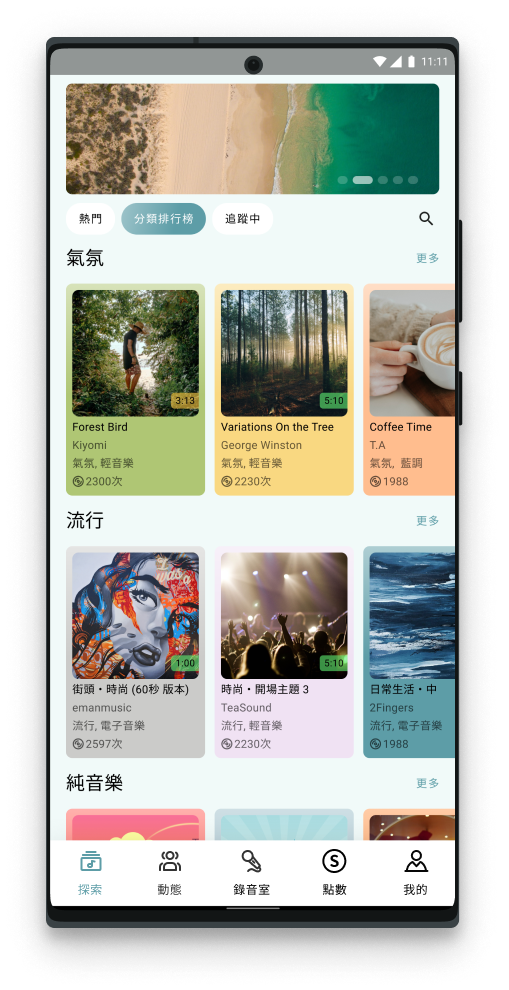 11:11
熱門 分類排行榜 追蹤中
氣氛 更多
3:13 5:10
Forest Bird Variations On the Tree Coffee Time
Kiyomi George Winston T.A
氣氛, 輕音樂 氣氛, 輕音樂 氣氛, 藍調
2300次 2230次 1988
流行 更多
1:00 5:10
街頭・時尚 (60秒 版本) 時尚・開場主題 3 日常生活・中
emanmusic TeaSound 2Fingers
流行, 電子音樂 流行, 輕音樂 流行, 電子音樂
2597次 2230次 1988
純音樂 更多
探索 動態 錄音室 點數 我的